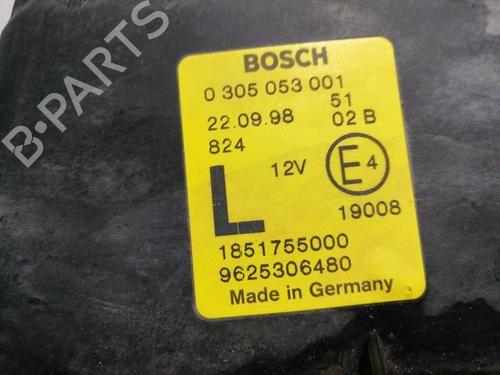 BOSCH
0 305 053 001
22.09.98 51
824 02 B
L 12V E4
19008
1851755000
9625306480
Made in Germany
B-PARTS